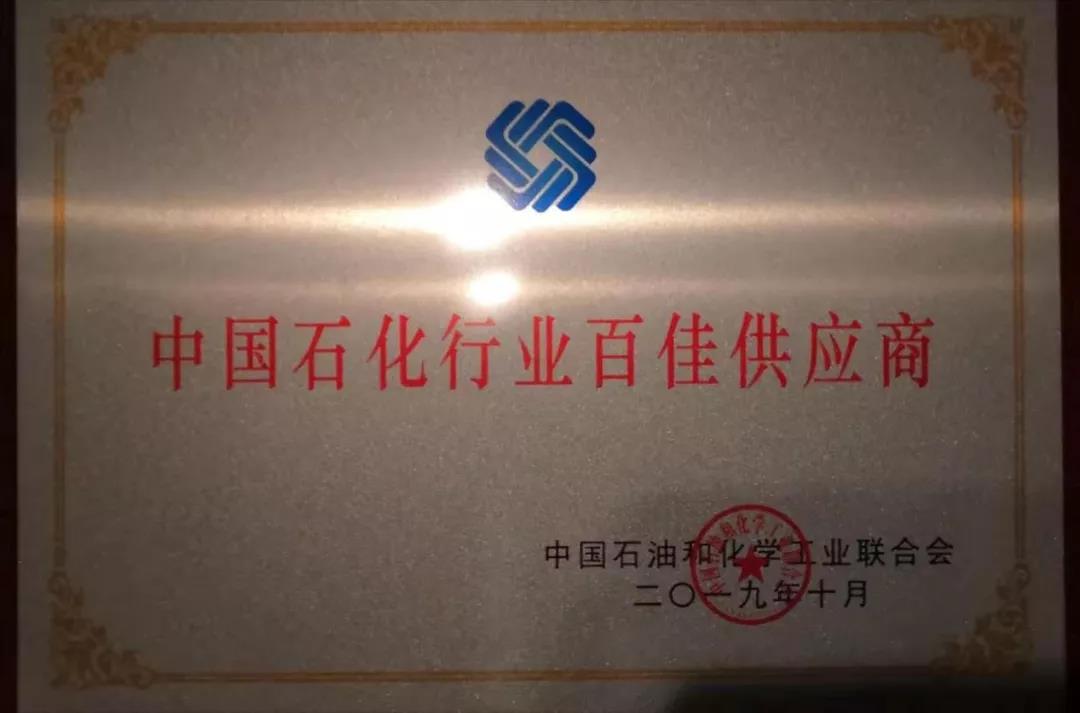 中国石化行业百佳供应商
中国石油和化学工业联合会
二〇一九年十月